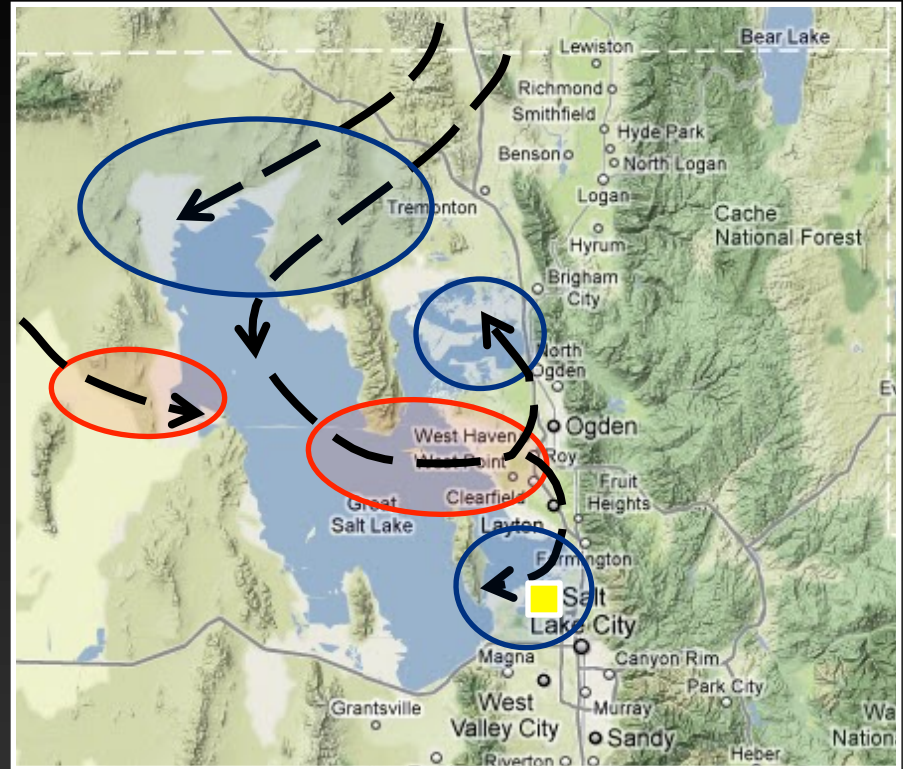 Lewiston
Bear Lake
Richmond
Smithfield
Hyde Park
Benson
North Logan
Logan
Tremonton
Cache
National Forest
Hyrum
Brigham
City
North
Ogden
Ev
Ogden
West Haven
West Point
Roy
Clearfield
Fruit
Heights
Great
Salt Lake
Layton
Farmington
Salt
Lake City
Magna
Canyon Rim
Park City
Grantsville
West
Valley City
Murray
Wa
Nation
Sandy
Heber
Riverton